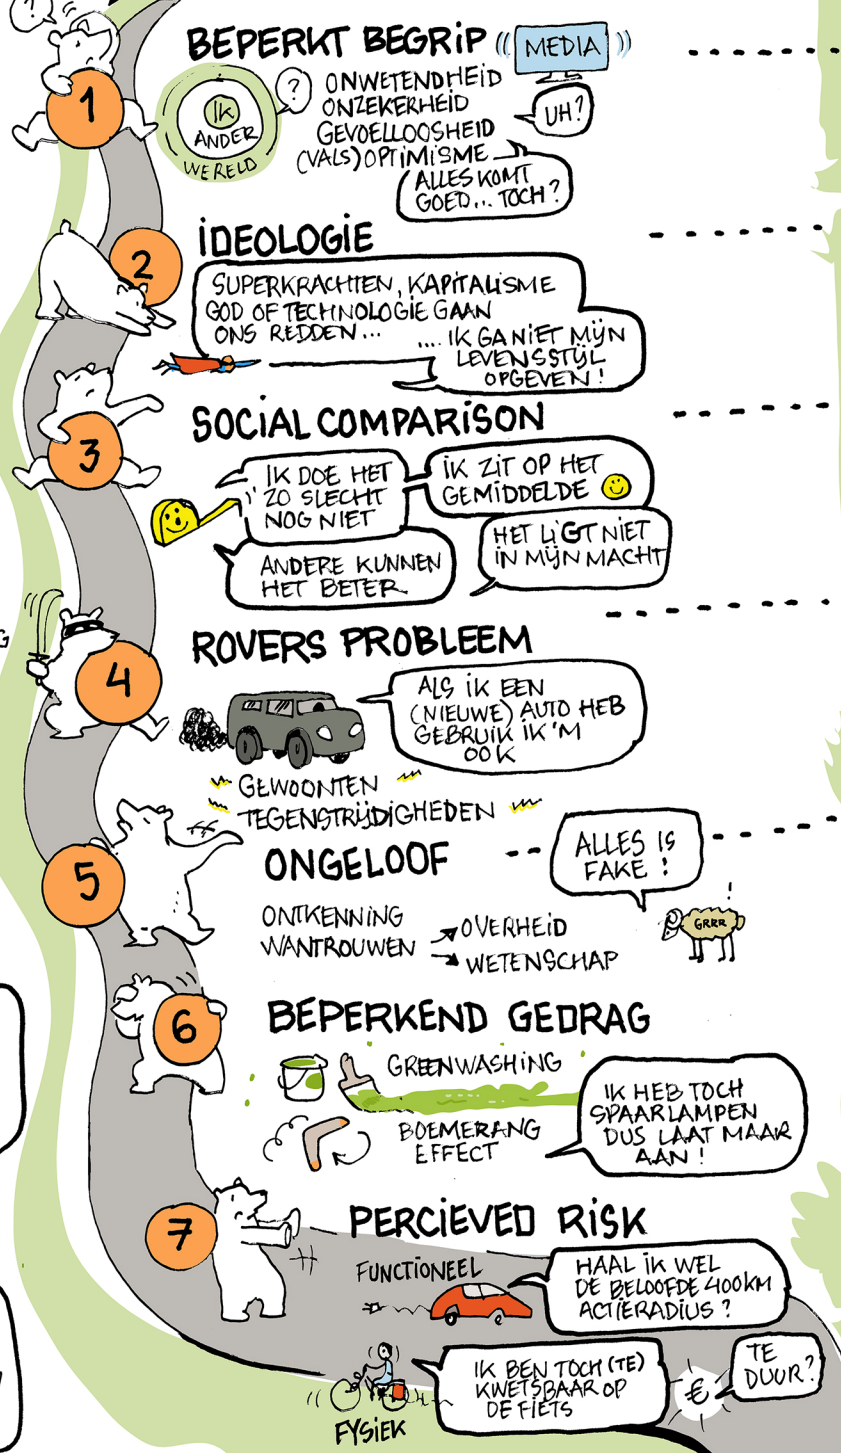 ?
1
BEPERKT BEGRIP
MEDIA
IK
ANDER
WERELD
?
ONWETENDHEID
ONZEKERHEID
GEVOELLOOSHEID
(VALS) OPTIMISME
UH?
ALLES KOMT
GOED... TOCH?
2
IDEOLOGIE
SUPERKRACHTEN, KAPITALISME
GOD OF TECHNOLOGIE GAAN
ONS REDDEN...
.... IK GA NIET MIJN
LEVENSSTIJL
OPGEVEN!
3
SOCIAL COMPARISON
IK DOE HET
ZO SLECHT
NOG NIET
IK ZIT OP HET
GEMIDDELDE
HET LIGT NIET
IN MIJN MACHT
ANDERE KUNNEN
HET BETER
G
4
ROVERS PROBLEEM
ALS IK EEN
(NIEUWE) AUTO HEB
GEBRUIK IK 'M
OOK
GEWOONTEN
TEGENSTRIJDIGHEDEN
5
ONGELOOF
ALLES IS
FAKE!
ONTKENNING
WANTROUWEN
OVERHEID
WETENSCHAP
!
GRRR
6
BEPERKEND GEDRAG
GREENWASHING
BOEMERANG
EFFECT
IK HEB TOCH
SPAARLAMPEN
DUS LAAT MAAR
AAN!
7
PERCIEVED RISK
FUNCTIONEEL
HAAL IK WEL
DE BELOOFDE 400KM
ACTIERADIUS?
IK BEN TOCH (TE)
KWETSBAAR OP
DE FIETS
€
TE
DUUR?
FYSIEK